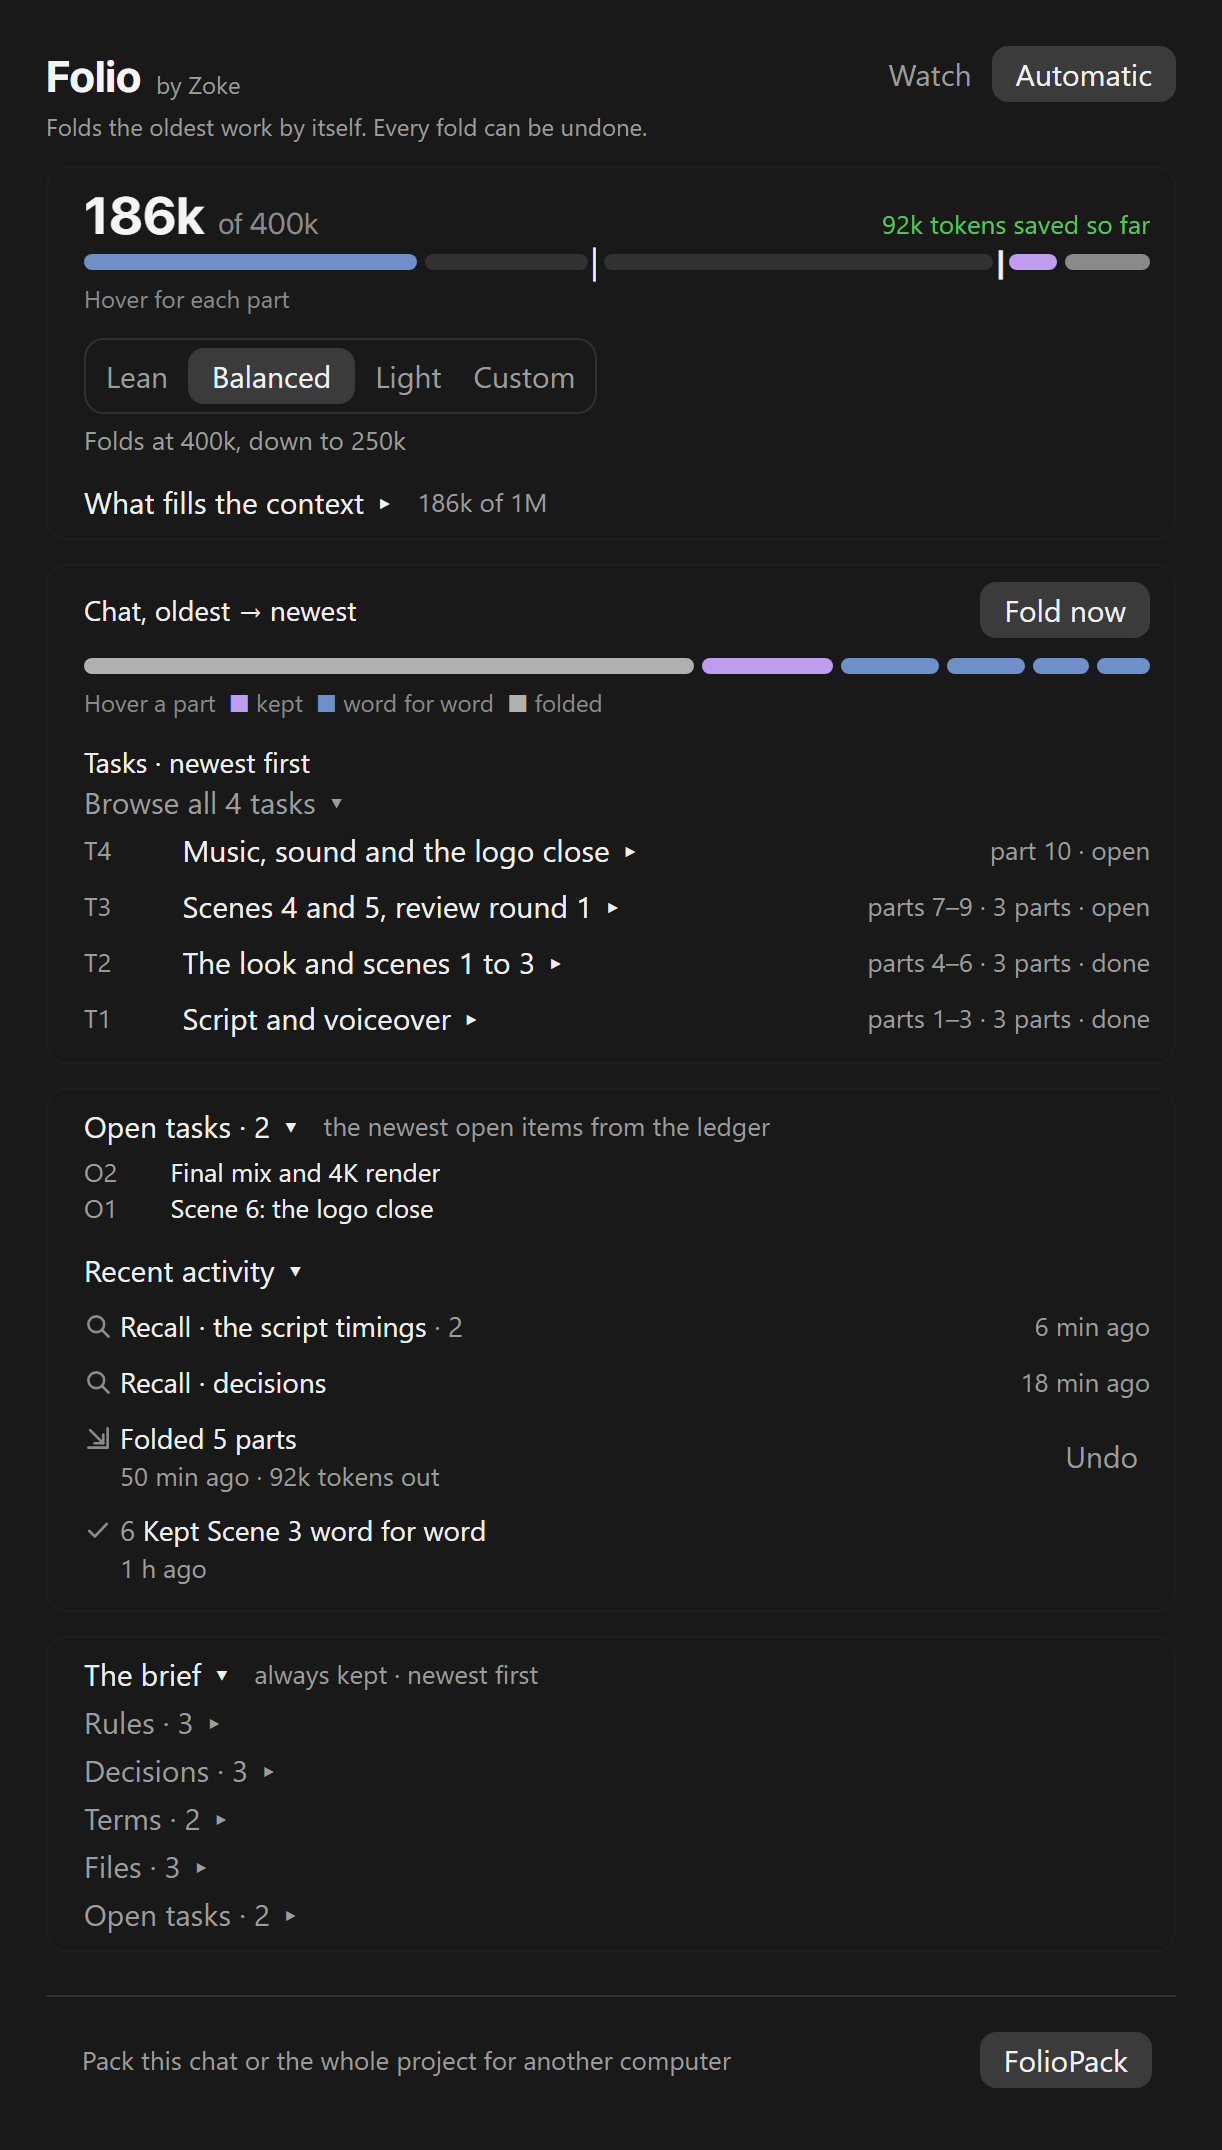 Folio by Zoke
Watch Automatic
Folds the oldest work by itself. Every fold can be undone.
186k of 400k
92k tokens saved so far
Hover for each part
Lean Balanced Light Custom
Folds at 400k, down to 250k
What fills the context ▸ 186k of 1M
Chat, oldest → newest
Fold now
Hover a part kept word for word folded
Tasks · newest first
Browse all 4 tasks ▾
T4 Music, sound and the logo close ▸ part 10 · open
T3 Scenes 4 and 5, review round 1 ▸ parts 7–9 · 3 parts · open
T2 The look and scenes 1 to 3 ▸ parts 4–6 · 3 parts · done
T1 Script and voiceover ▸ parts 1–3 · 3 parts · done
Open tasks · 2 ▾ the newest open items from the ledger
O2 Final mix and 4K render
O1 Scene 6: the logo close
Recent activity ▾
Recall · the script timings · 2 6 min ago
Recall · decisions 18 min ago
Folded 5 parts
50 min ago · 92k tokens out
Undo
6 Kept Scene 3 word for word
1 h ago
The brief ▾ always kept · newest first
Rules · 3 ▸
Decisions · 3 ▸
Terms · 2 ▸
Files · 3 ▸
Open tasks · 2 ▸
Pack this chat or the whole project for another computer
FolioPack